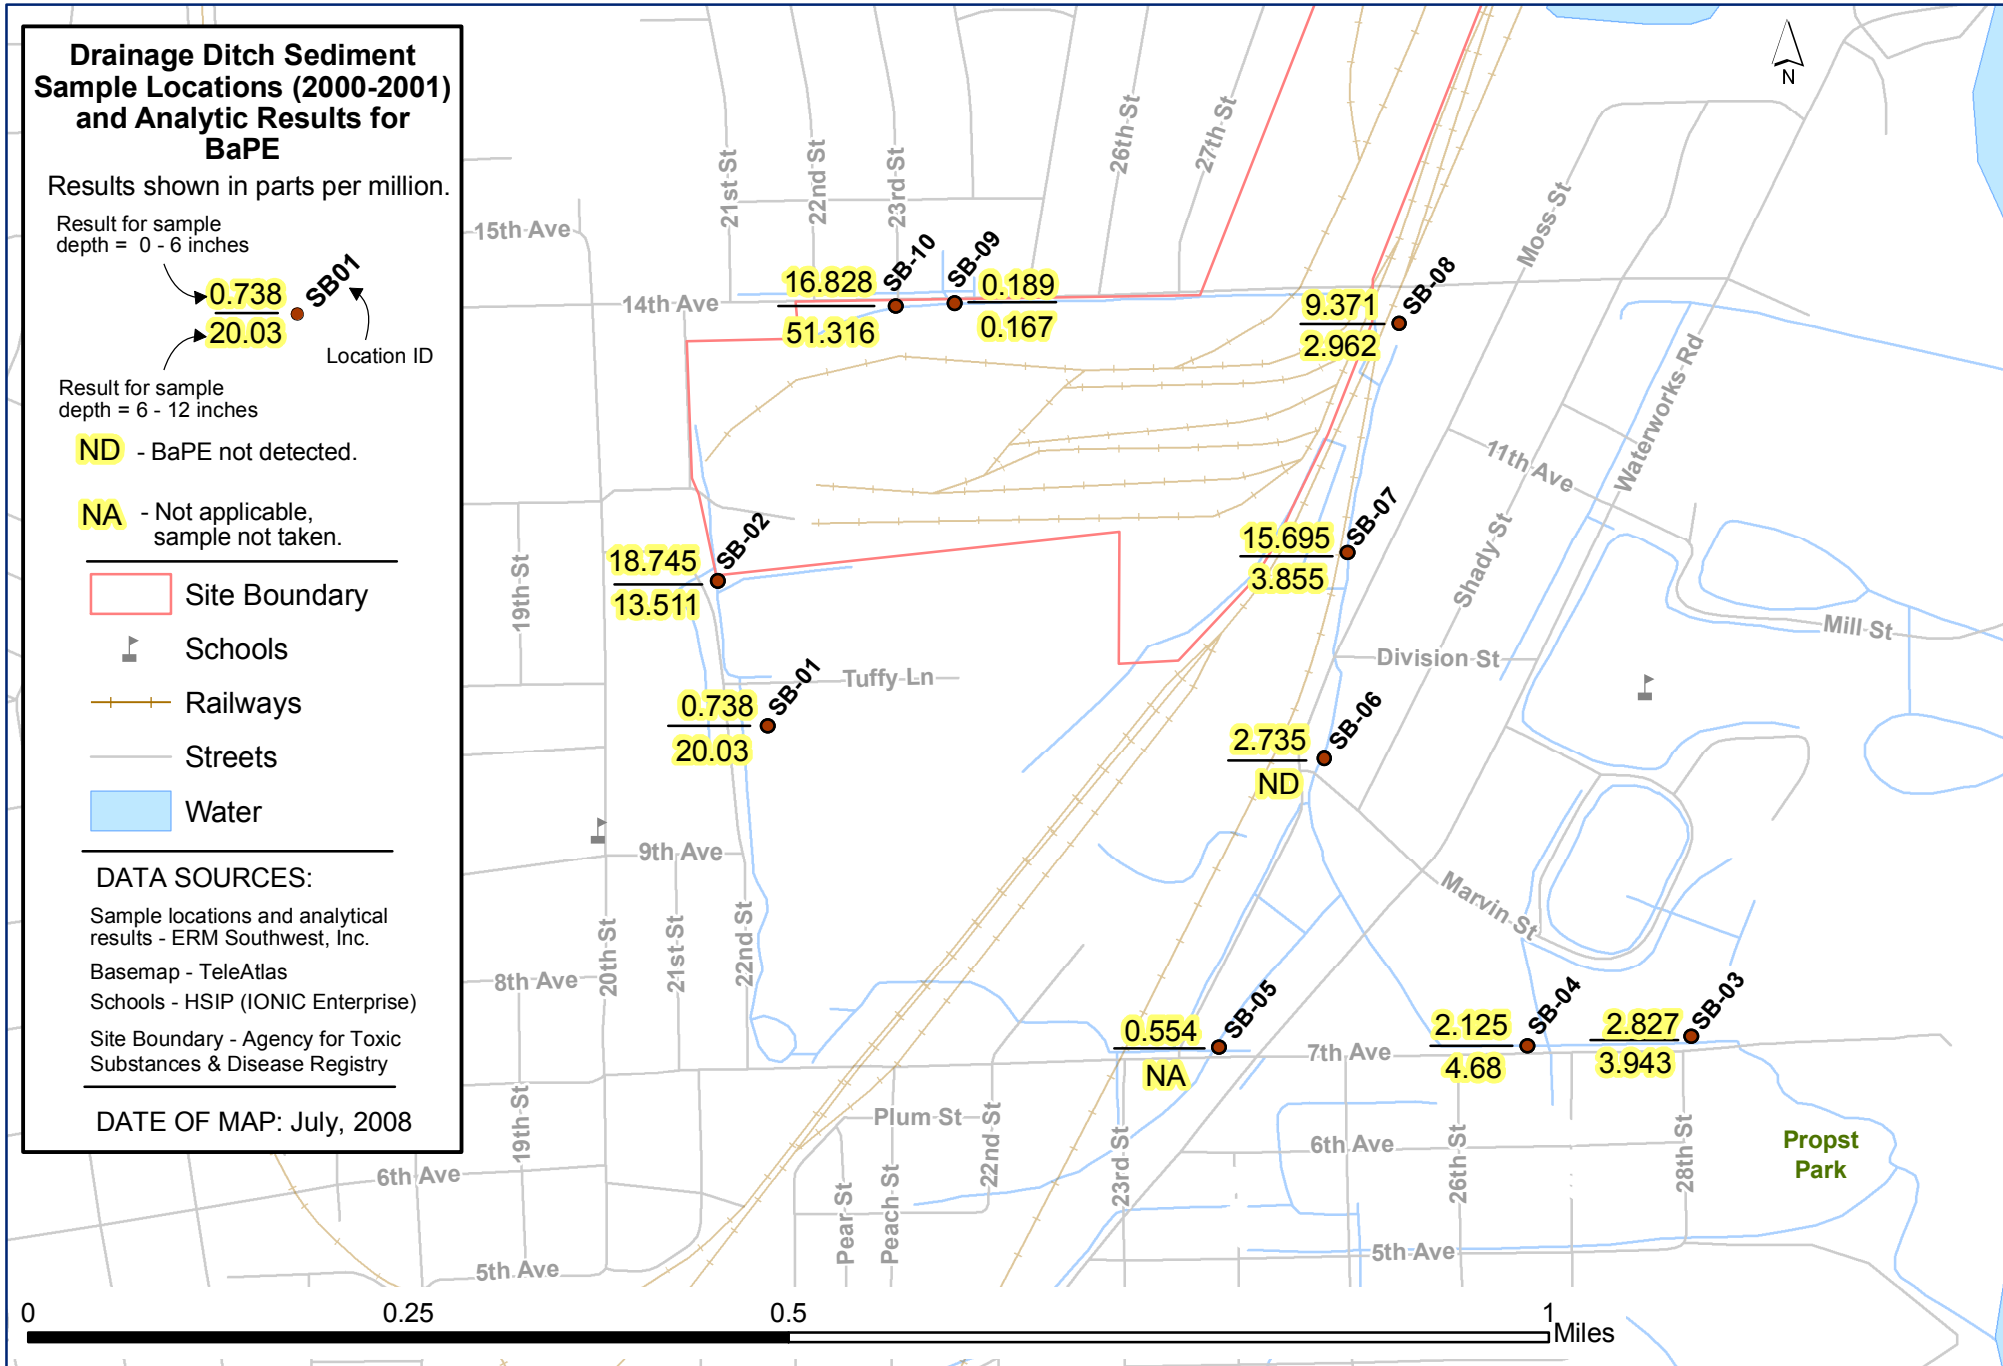 Drainage Ditch Sediment
Sample Locations (2000-2001)
and Analytic Results for
BaPE
Results shown in parts per million.
Result for sample
depth = 0 - 6 inches
0.738
SB01
20.03
Location ID
Result for sample
depth = 6 - 12 inches
ND - BaPE not detected.
NA - Not applicable,
sample not taken.
Site Boundary
Schools
Railways
Streets
Water
DATA SOURCES:
Sample locations and analytical
results - ERM Southwest, Inc.
Basemap - TeleAtlas
Schools - HSIP (IONIC Enterprise)
Site Boundary - Agency for Toxic
Substances & Disease Registry
DATE OF MAP: July, 2008
N
15th Ave
21st St
22nd St
23rd St
26th St
27th St
Moss St
14th Ave
16.828
51.316
SB-10
SB-09
0.189
0.167
9.371
2.962
SB-08
Waterworks Rd
11th Ave
19th St
18.745
13.511
SB-02
15.695
3.855
SB-07
Shady St
Mill St
Division St
Tuffy Ln
0.738
20.03
SB-01
2.735
ND
SB-06
9th Ave
Marvin St
8th Ave
20th St
21st St
22nd St
0.554
NA
SB-05
7th Ave
2.125
4.68
SB-04
2.827
3.943
SB-03
19th St
Plum St
22nd St
23rd St
6th Ave
26th St
28th St
Propst
Park
6th Ave
Pear St
Peach St
5th Ave
5th Ave
0
0.25
0.5
1
Miles